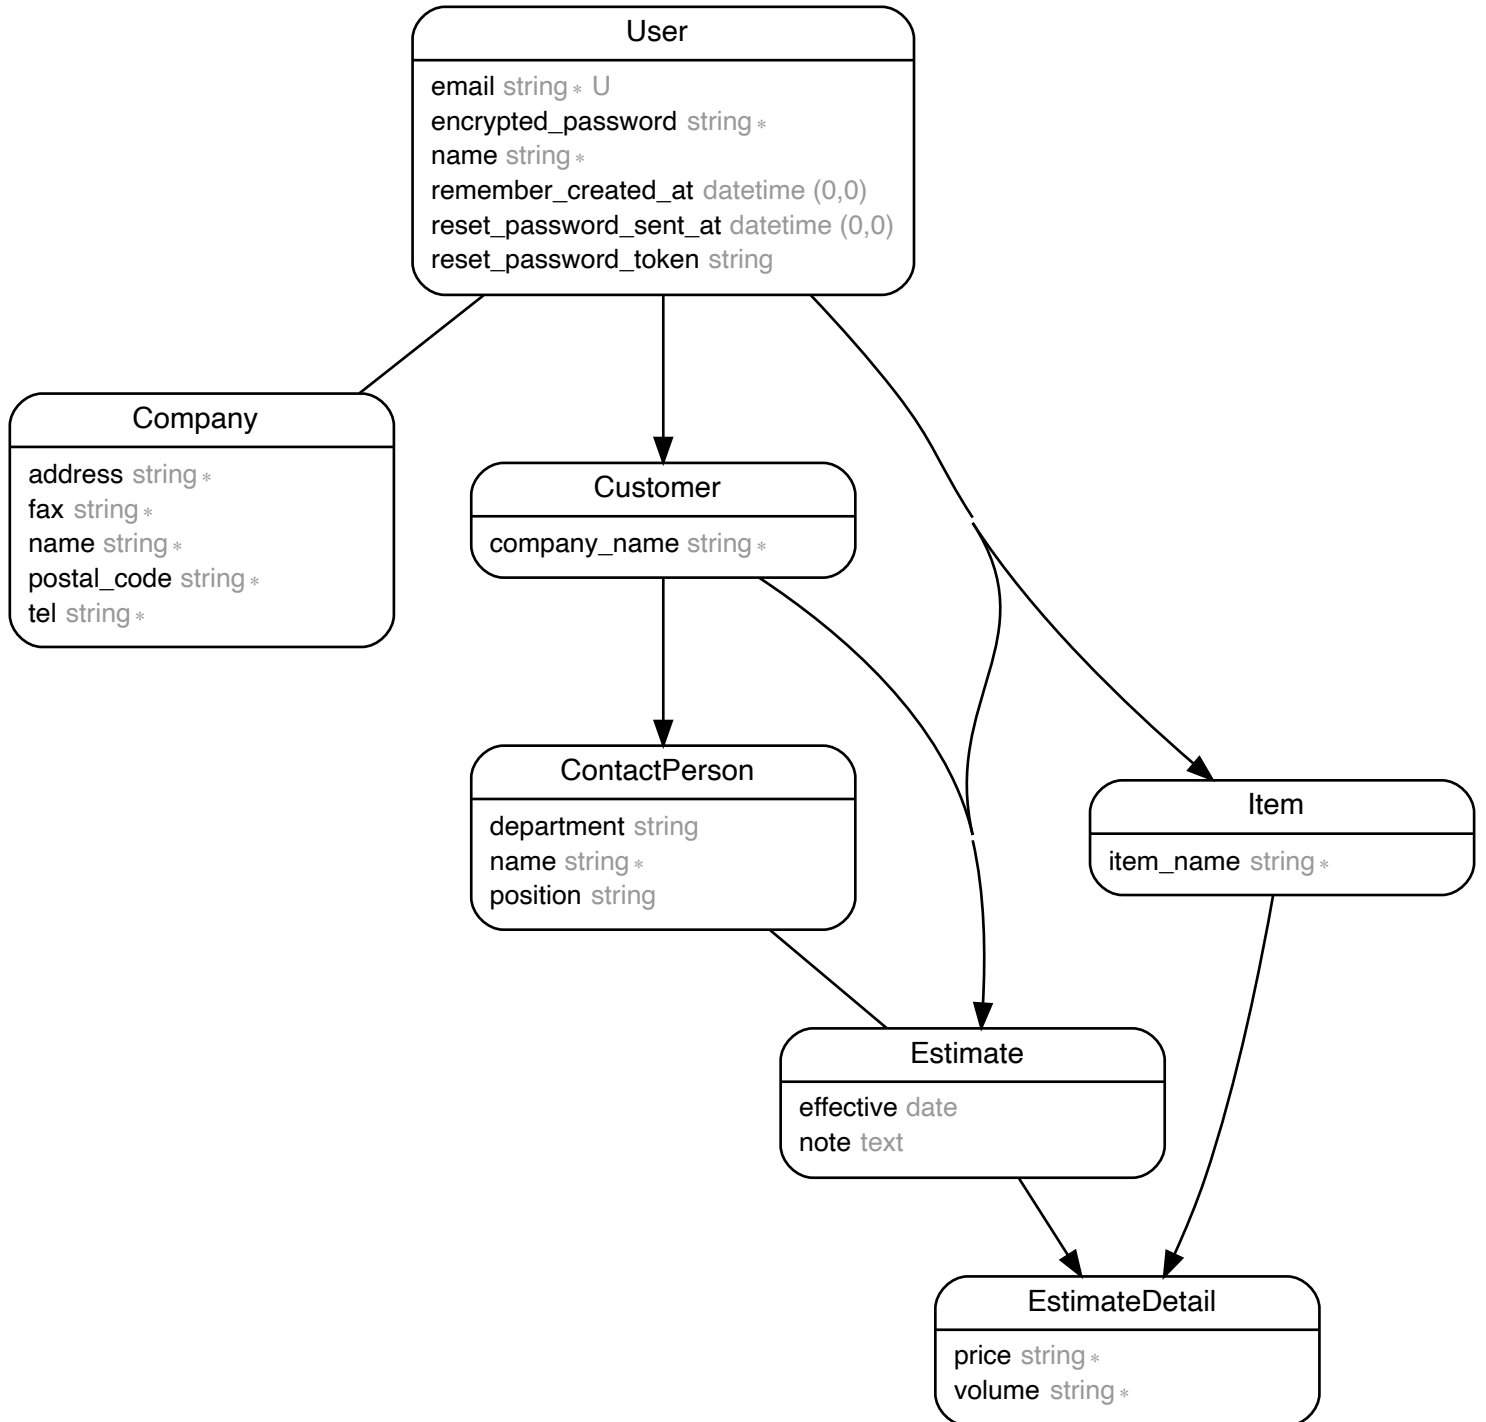 User
email string* U
encrypted_password string*
name string*
remember_created_at datetime (0,0)
reset_password_sent_at datetime (0,0)
reset_password_token string
Company
address string*
fax string*
name string*
postal_code string*
tel string*
Customer
company_name string*
ContactPerson
department string
name string*
position string
Item
item_name string*
Estimate
effective date
note text
EstimateDetail
price string*
volume string*